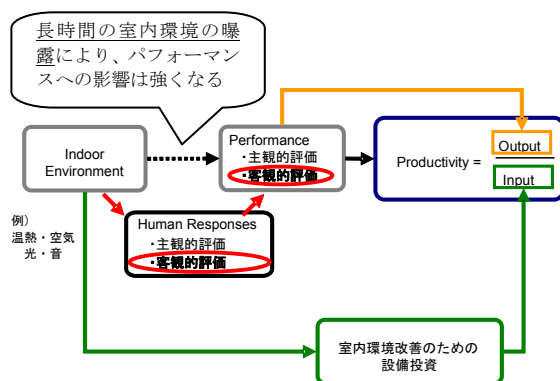 長時間の室内環境の曝
露により、パフォーマン
スへの影響は強くなる
Indoor
Environment
Performance
・主観的評価
・客観的評価
Productivity =
Output
Input
例）
温熱・空気
光・音
Human Responses
・主観的評価
・客観的評価
室内環境改善のための
設備投資